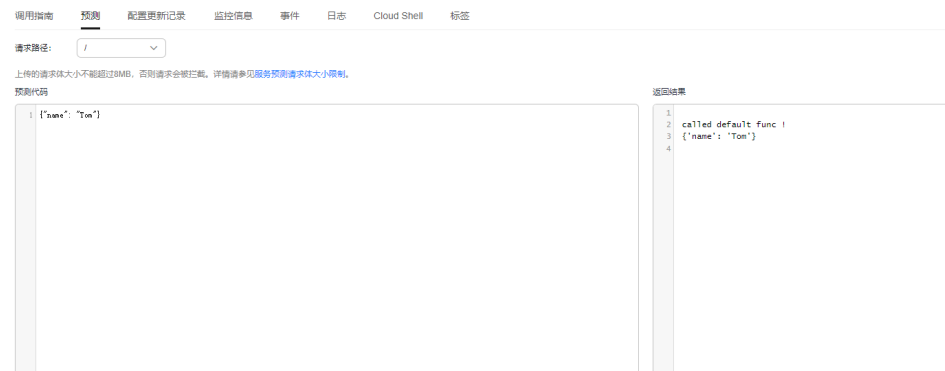 调用指南 预测 配置更新记录 监控信息 事件 日志 Cloud Shell 标签
请求路径： /
上传的请求体大小不能超过8MB，否则请求会被拦截。详情请参见服务预测请求体大小限制。
预测代码
1 {"name": "Tom"}
返回结果
1
2 called default func !
3 {'name': 'Tom'}
4